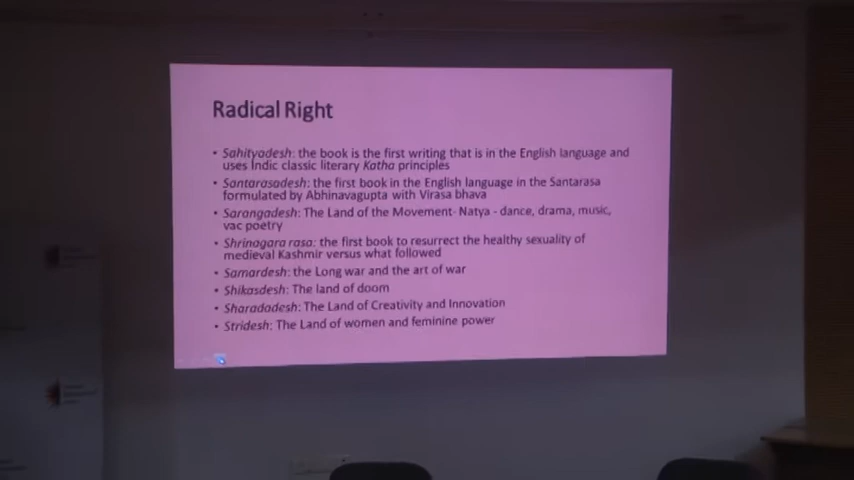 Radical Right
• Sahityadesh: the book is the first writing that is in the English language and
uses Indic classic literary Katha principles
• Santarasadesh: the first book in the English language in the Santarasa
formulated by Abhinavagupta with Virasa bhava
• Sarangadesh: The Land of the Movement- Natya - dance, drama, music,
vac poetry
• Shrinagara rasa: the first book to resurrect the healthy sexuality of
medieval Kashmir versus what followed
• Samardesh: the Long war and the art of war
• Shikasdesh: The land of doom
• Sharadadesh: The Land of Creativity and Innovation
• Stridesh: The Land of women and feminine power